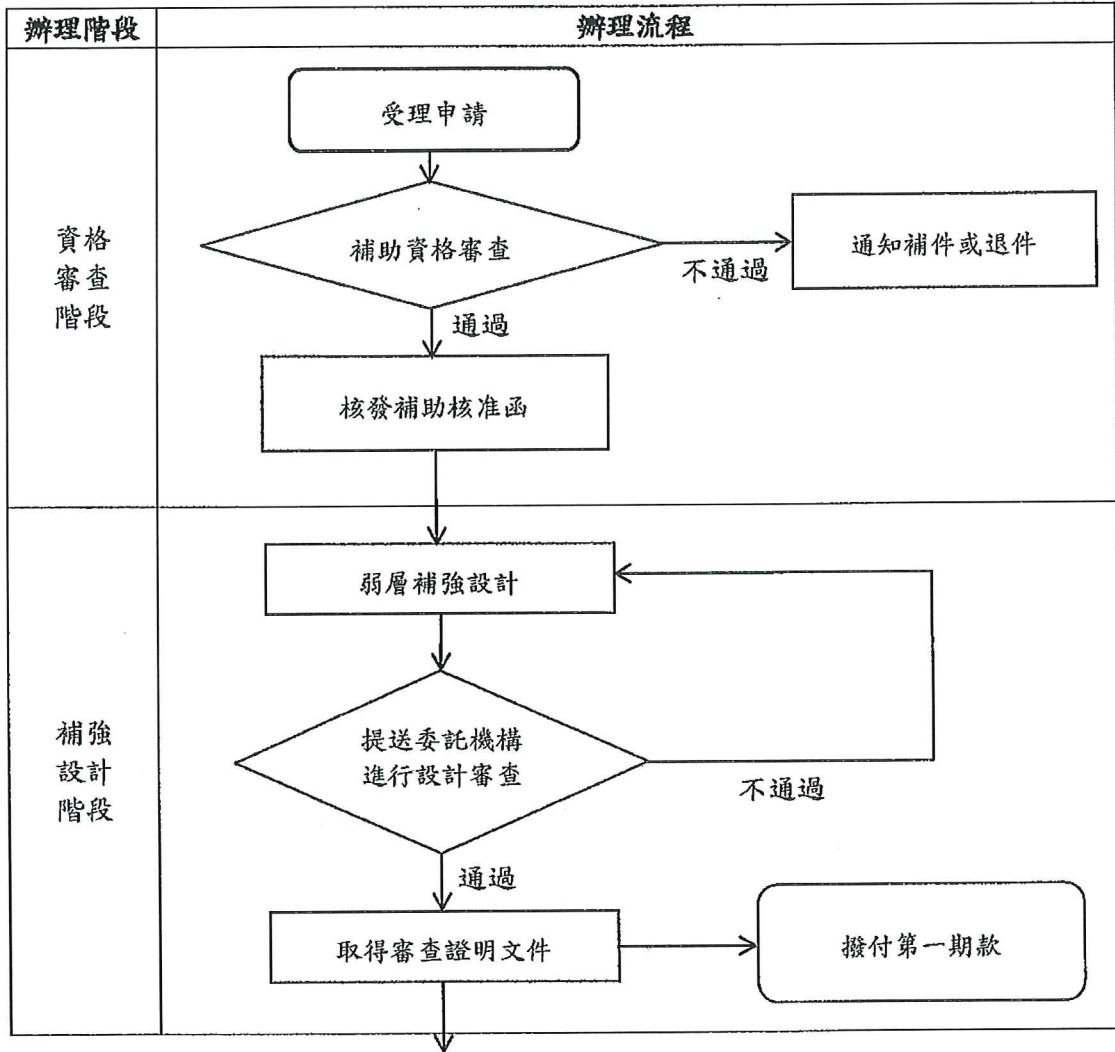 辦理階段
辦理流程
受理申請
資格
審查
階段
補助資格審查
不通過
通知補件或退件
通過
核發補助核准函
補強
設計
階段
弱層補強設計
提送委託機構
進行設計審查
不通過
通過
取得審查證明文件
撥付第一期款